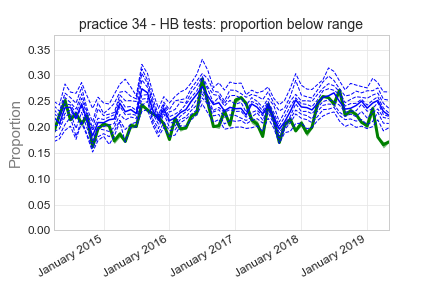 practice 34 - HB tests: proportion below range
Proportion
0.35
0.30
0.25
0.20
0.15
0.10
0.05
0.00
January 2015
January 2016
January 2017
January 2018
January 2019